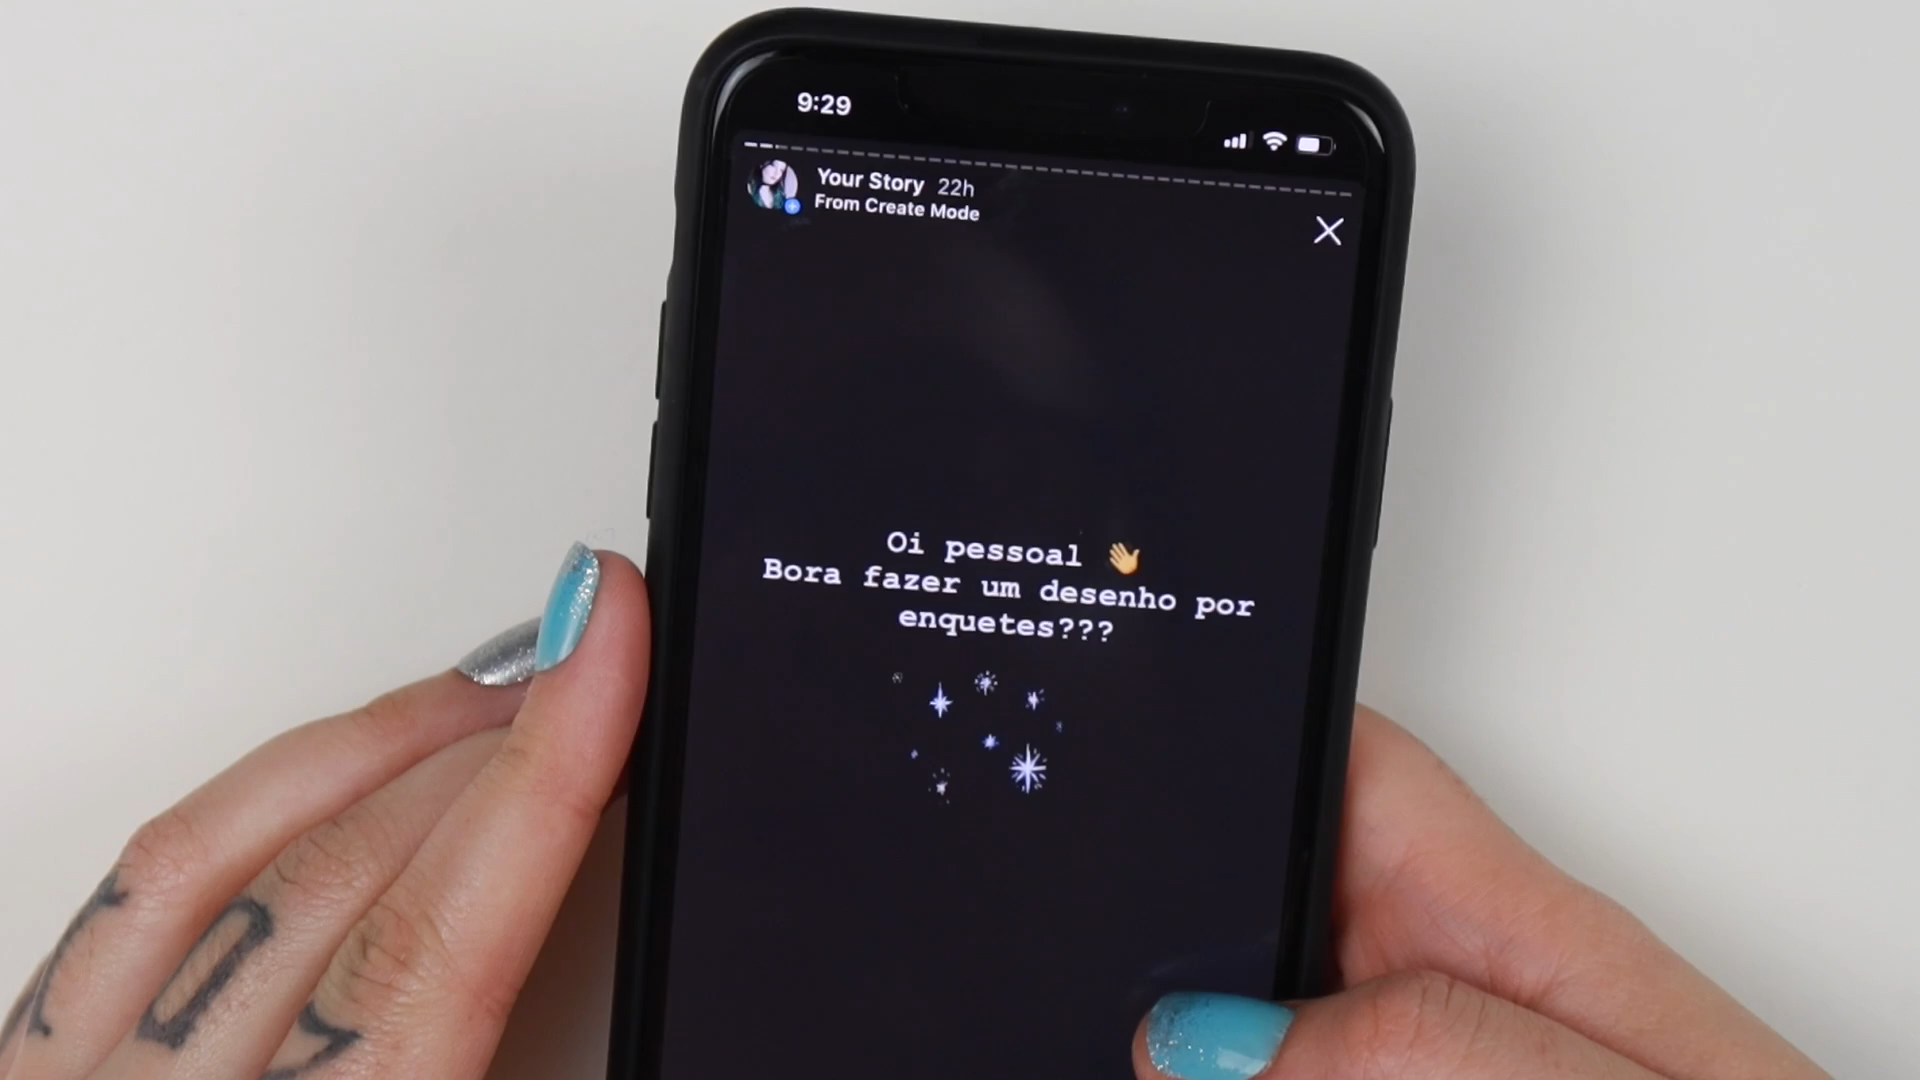 9:29
Your Story 22h
From Create Mode
Oi pessoal 👋
Bora fazer um desenho por
enquetes???